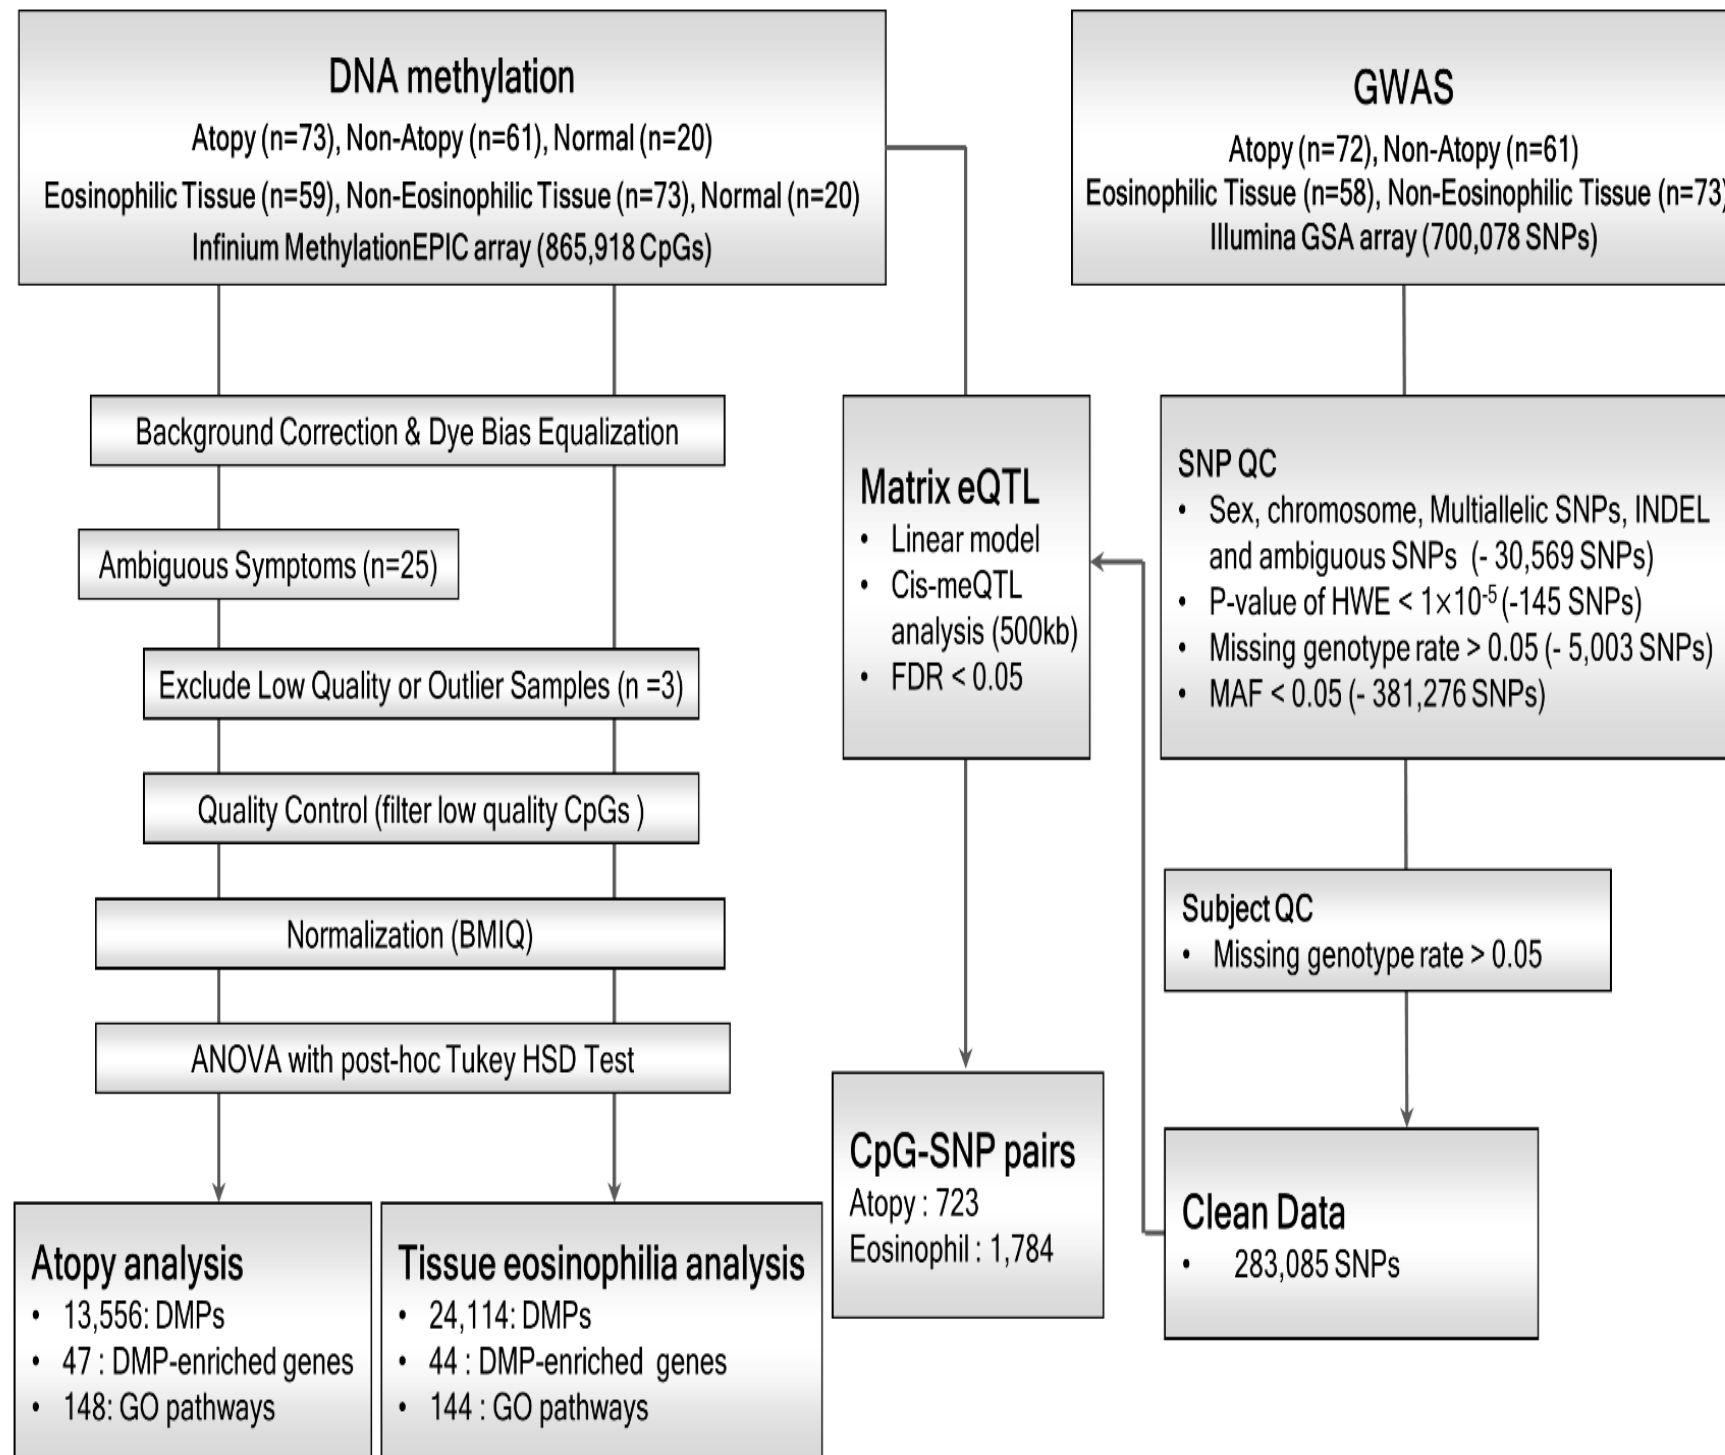 DNA methylation
Atopy (n=73), Non-Atopy (n=61), Normal (n=20)
Eosinophilic Tissue (n=59), Non-Eosinophilic Tissue (n=73), Normal (n=20)
Infinium MethylationEPIC array (865,918 CpGs)
GWAS
Atopy (n=72), Non-Atopy (n=61)
Eosinophilic Tissue (n=58), Non-Eosinophilic Tissue (n=73)
Illumina GSA array (700,078 SNPs)
Background Correction & Dye Bias Equalization
Ambiguous Symptoms (n=25)
Exclude Low Quality or Outlier Samples (n =3)
Quality Control (filter low quality CpGs )
Normalization (BMIQ)
ANOVA with post-hoc Tukey HSD Test
Atopy analysis
• 13,556: DMPs
• 47 : DMP-enriched genes
• 148: GO pathways
Tissue eosinophilia analysis
• 24,114: DMPs
• 44 : DMP-enriched genes
• 144 : GO pathways
Matrix eQTL
• Linear model
• Cis-meQTL
analysis (500kb)
• FDR < 0.05
CpG-SNP pairs
Atopy : 723
Eosinophil : 1,784
SNP QC
• Sex, chromosome, Multiallelic SNPs, INDEL
and ambiguous SNPs (- 30,569 SNPs)
• P-value of HWE < 1×10⁻⁵ (-145 SNPs)
• Missing genotype rate > 0.05 (- 5,003 SNPs)
• MAF < 0.05 (- 381,276 SNPs)
Subject QC
• Missing genotype rate > 0.05
Clean Data
• 283,085 SNPs